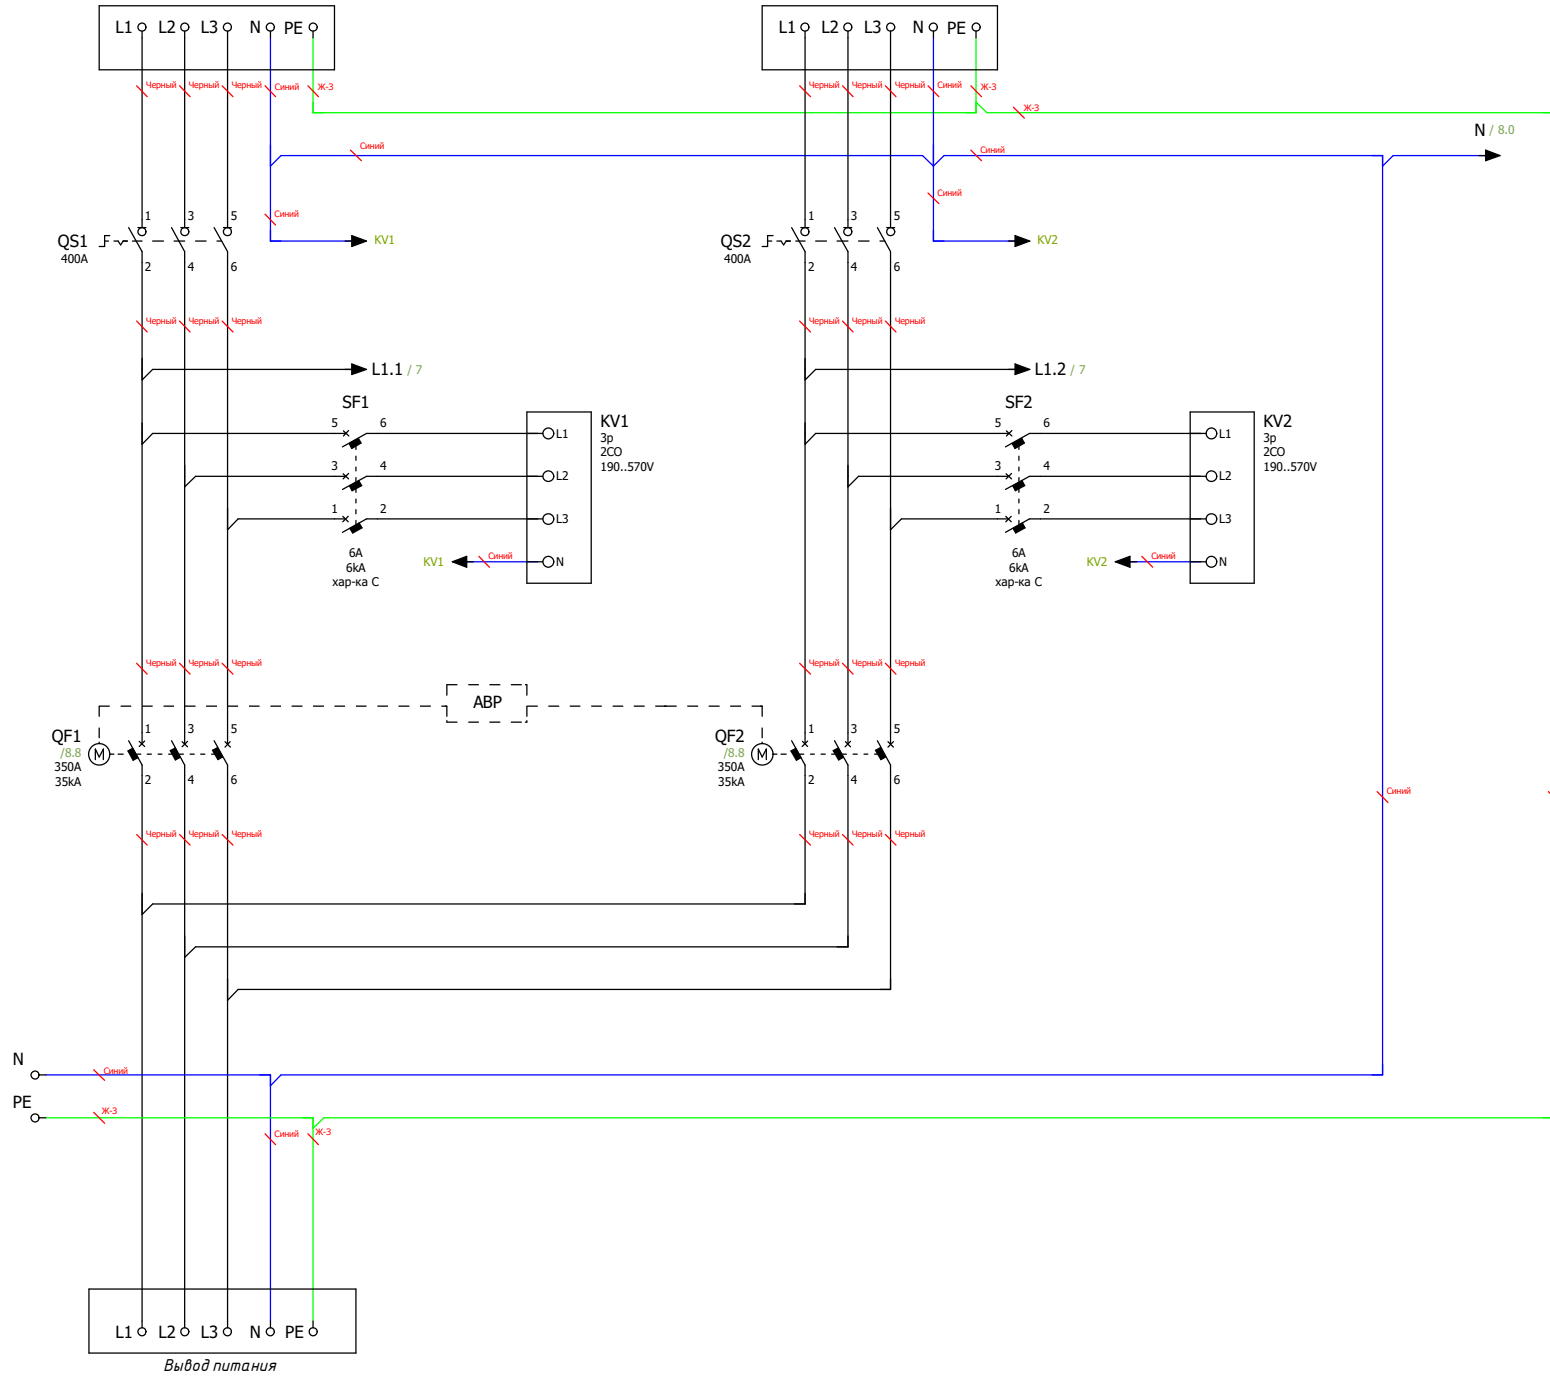 L1 L2 L3 N PE L1 L2 L3 N PE
Черный Черный Черный Синий Ж-З Черный Черный Черный Синий Ж-З
Ж-З
N / 8.0
Синий Синий
Синий
Синий
1 3 5 1 3 5
QS1 KV1 QS2 KV2
400A 400A
2 4 6 2 4 6
Черный Черный Черный Черный Черный Черный
L1.1 / 7 L1.2 / 7
SF1 SF2
5 6 L1 KV1 5 6 L1 KV2
3p 3p
2CO 2CO
190..570V 190..570V
3 4 L2 3 4 L2
1 2 L3 1 2 L3
6A 6A
6kA 6kA
хар-ка C хар-ка C
KV1 Синий N KV2 Синий N
Черный Черный Черный Черный Черный Черный
АВР
1 3 5 1 3 5
QF1 QF2
/8.8 M /8.8 M
350A 350A
35kA 35kA
2 4 6 2 4 6
Синий
Черный Черный Черный Черный Черный Черный
N
Синий
PE
Ж-З
Синий Ж-З
L1 L2 L3 N PE
Вывод питания